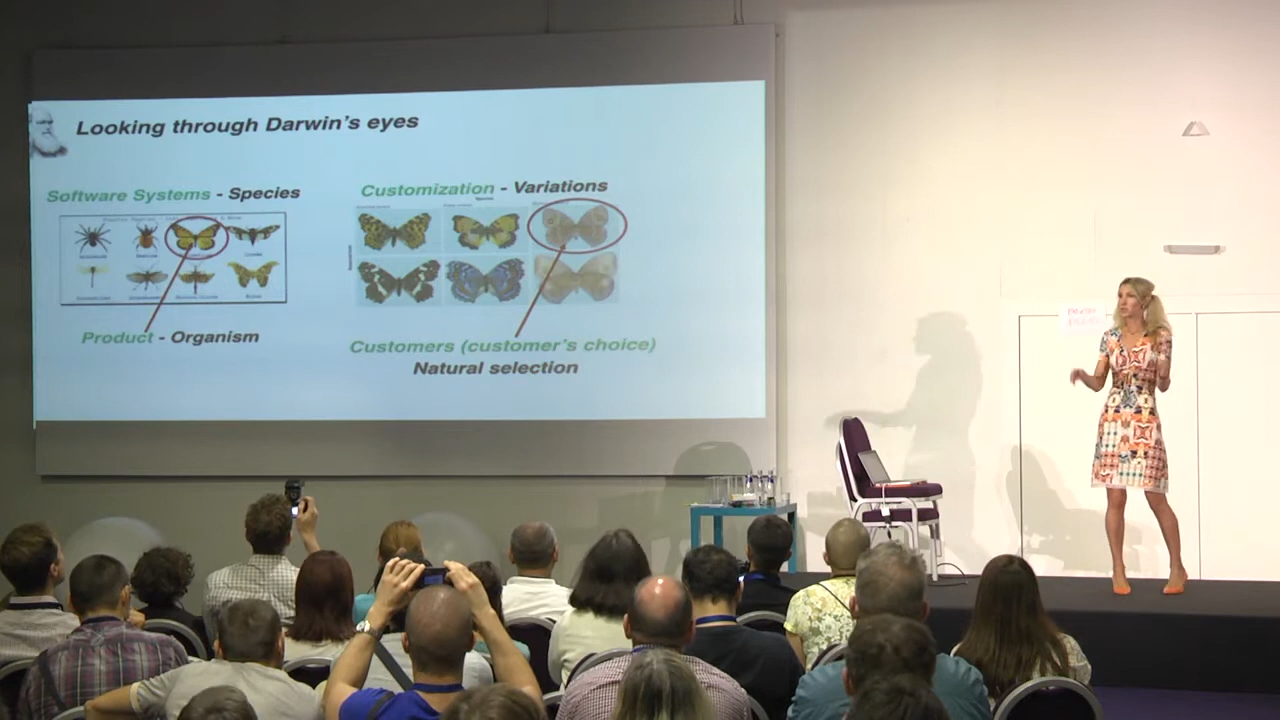 Looking through Darwin's eyes
Software Systems - Species
Customization - Variations
Product - Organism
Customers (customer's choice)
Natural selection